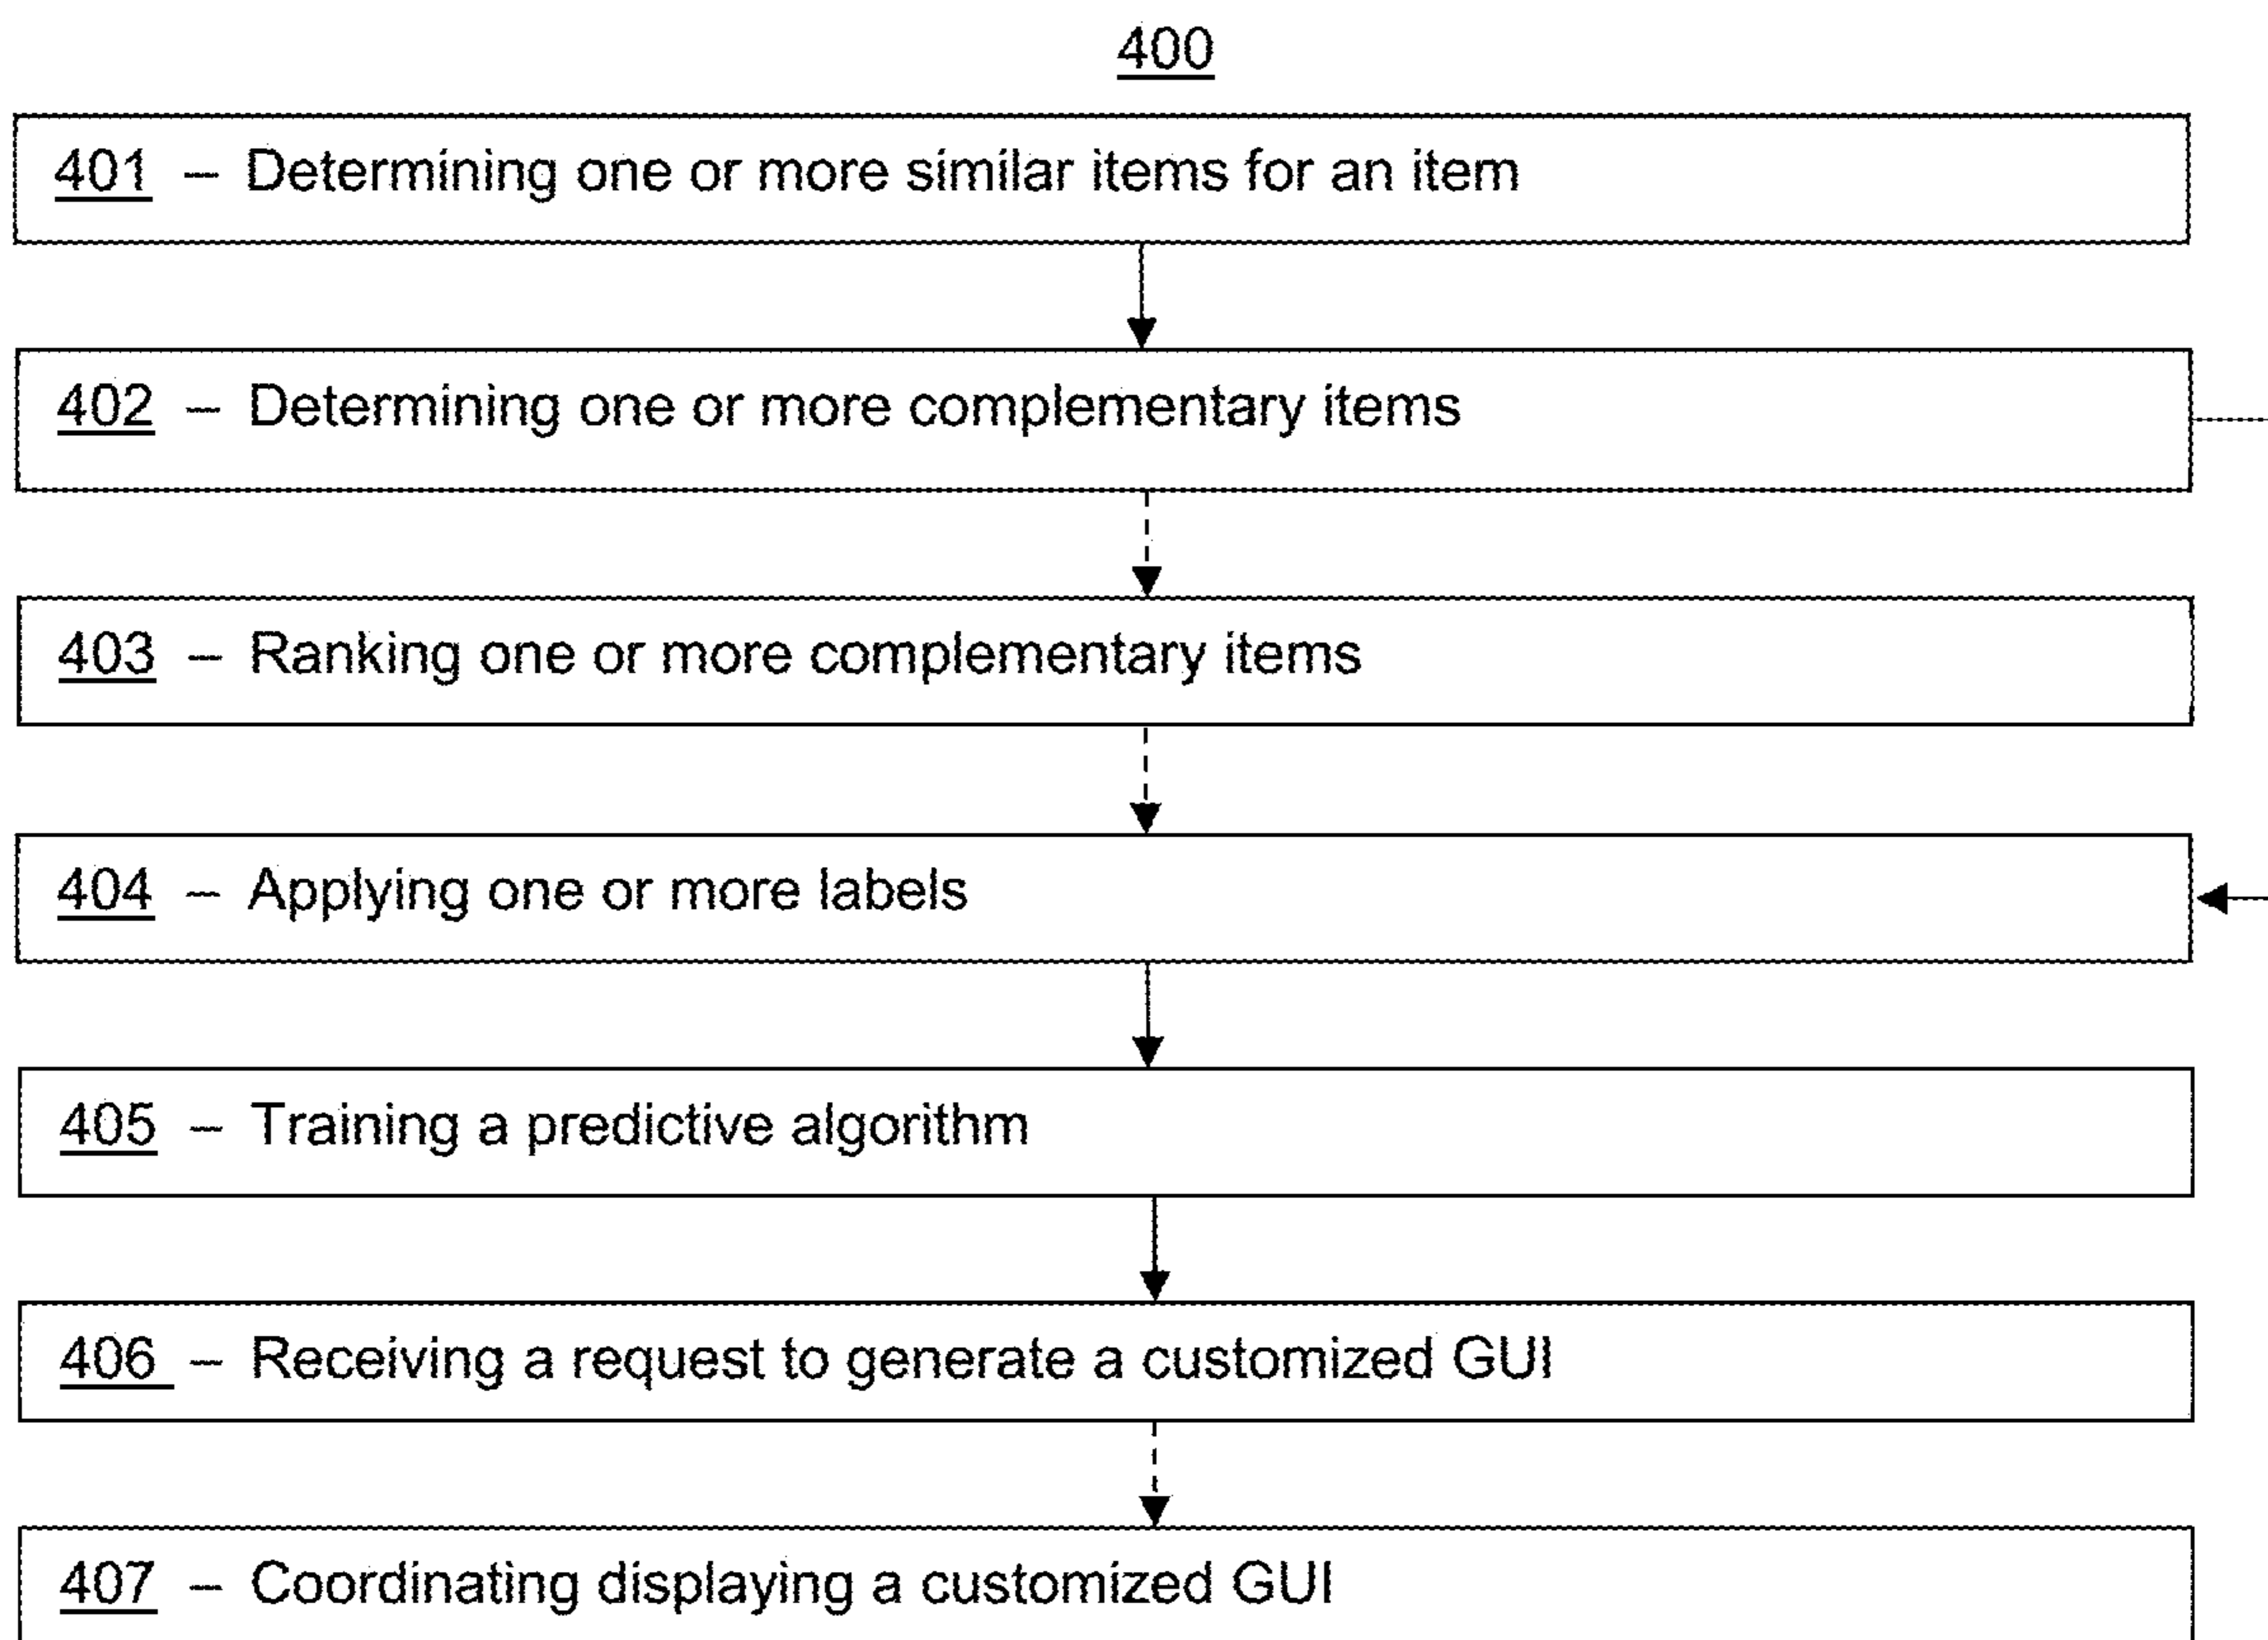 400
401 – Determining one or more similar items for an item
402 – Determining one or more complementary items
403 – Ranking one or more complementary items
404 – Applying one or more labels
405 – Training a predictive algorithm
406 – Receiving a request to generate a customized GUI
407 – Coordinating displaying a customized GUI